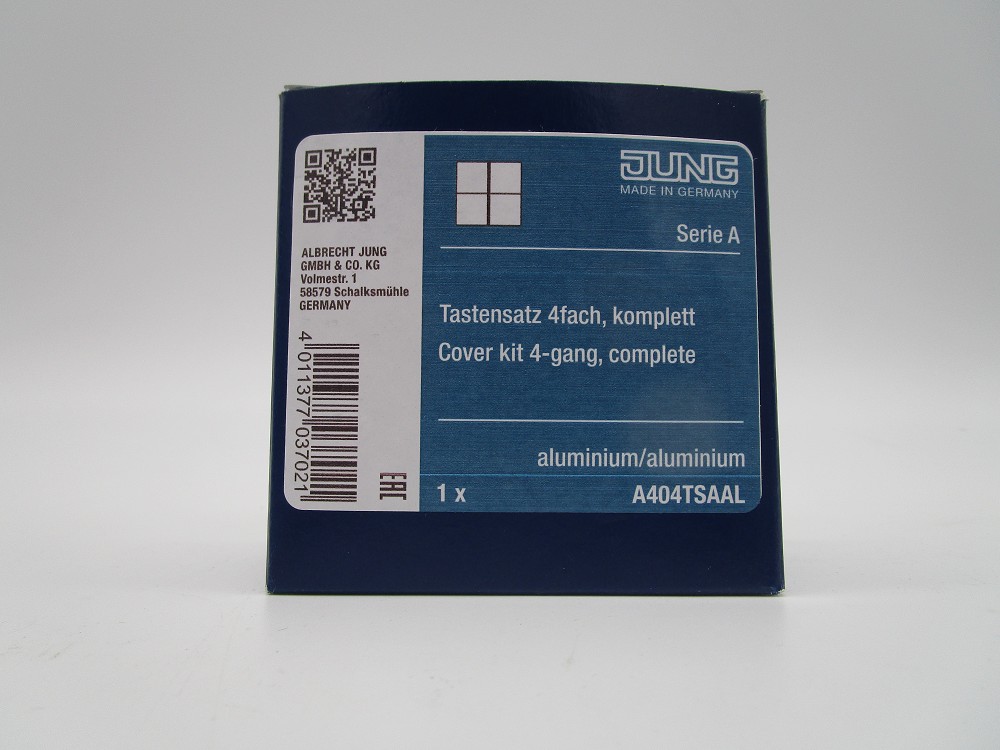 ALBRECHT JUNG
GMBH & CO. KG
Volmestr. 1
58579 Schalksmühle
GERMANY
4 011377 037021
EAC
JUNG
MADE IN GERMANY
Serie A
Tastensatz 4fach, komplett
Cover kit 4-gang, complete
aluminium/aluminium
1 x A404TSAAL